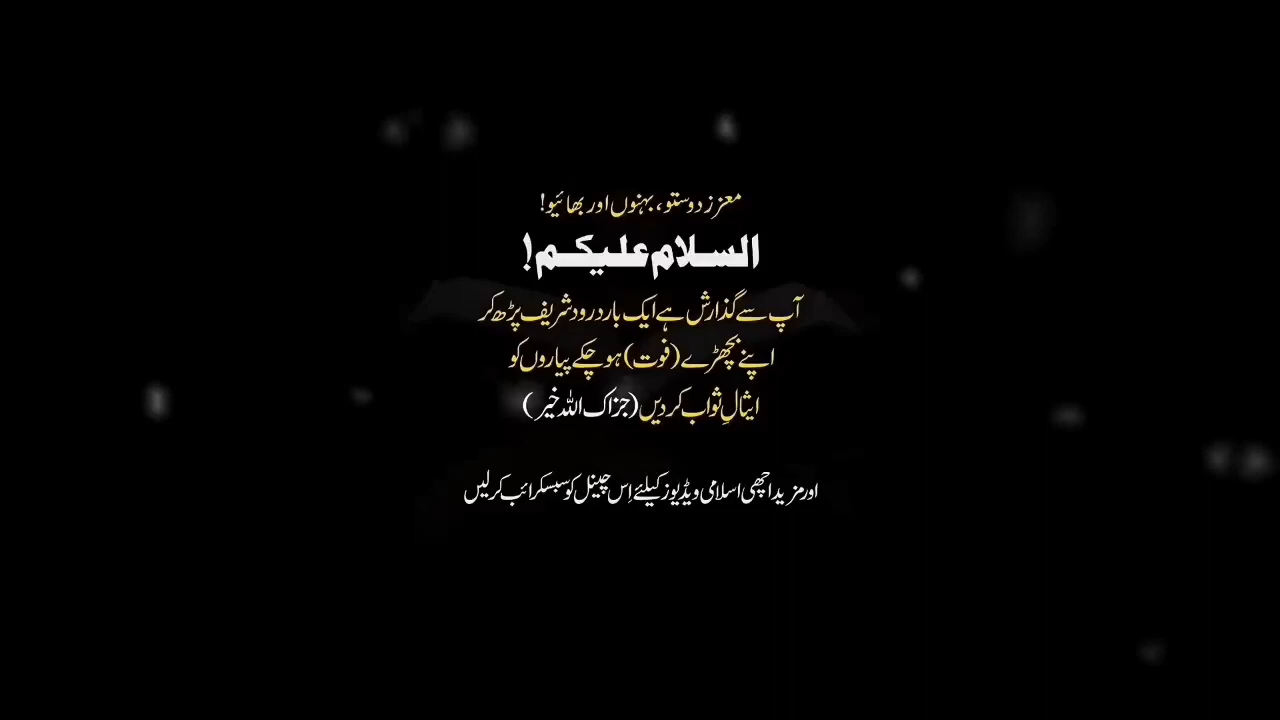 معزز دوستو، بہنوں اور بھائیو!
السلام علیکم!
آپ سے گذارش ہے ایک بار درود شریف پڑھ کر
اپنے بچھڑے (فوت) ہو چکے پیاروں کو
ایثالِ ثواب کر دیں (جزاک اللہ خیر)
اور مزید اچھی اسلامی ویڈیوز کیلئے اِس چینل کو سبسکرائب کر لیں